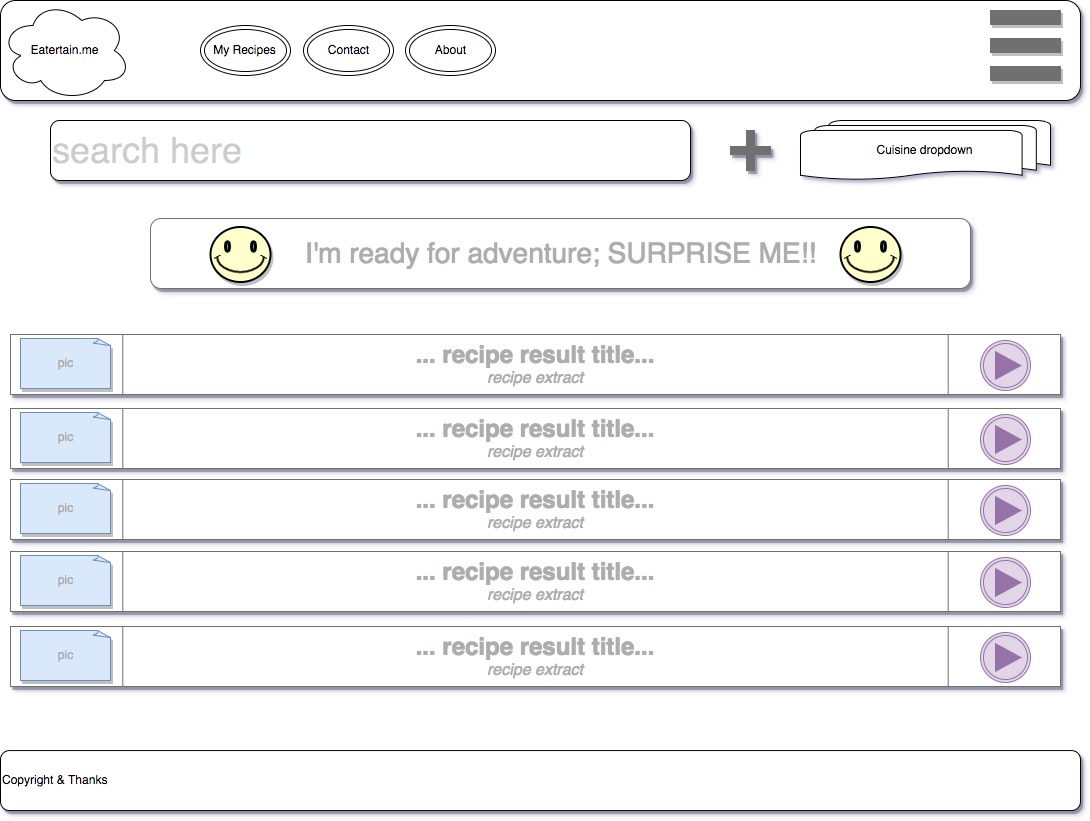 Eatertain.me
My Recipes
Contact
About
search here
Cuisine dropdown
I'm ready for adventure; SURPRISE ME!!
pic
... recipe result title...
recipe extract
pic
... recipe result title...
recipe extract
pic
... recipe result title...
recipe extract
pic
... recipe result title...
recipe extract
pic
... recipe result title...
recipe extract
Copyright & Thanks